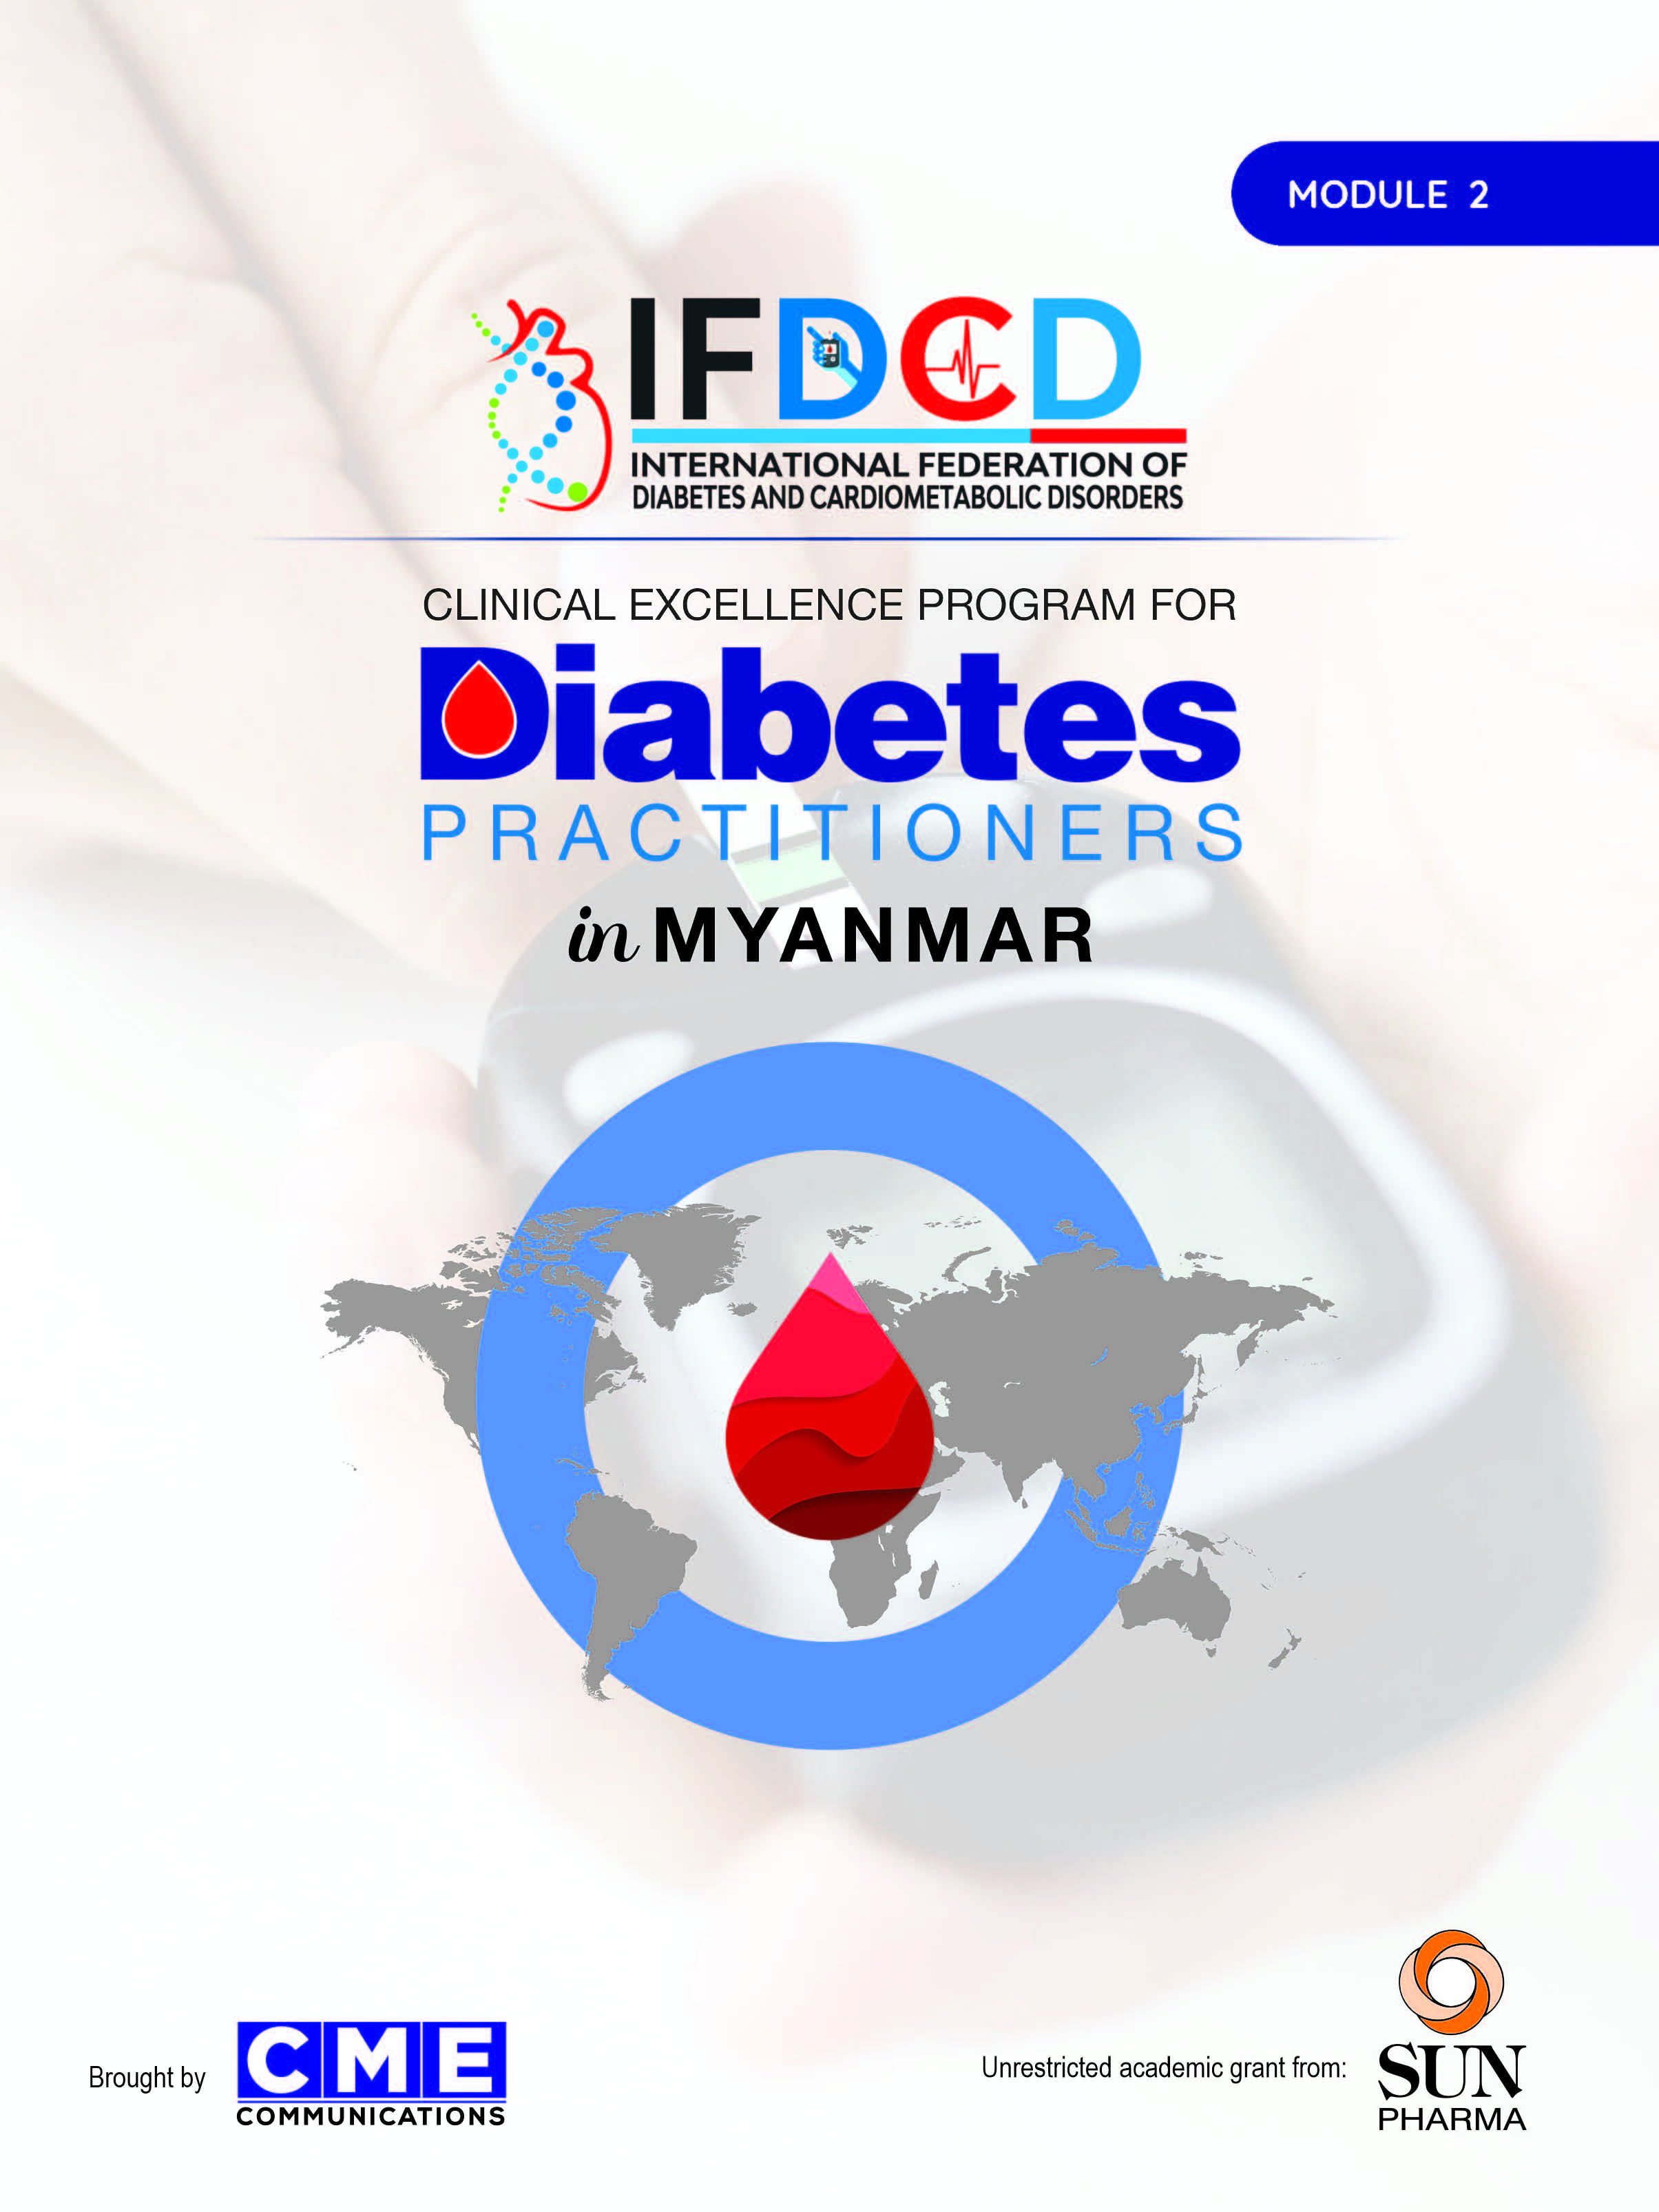 MODULE 2
IFDCD
INTERNATIONAL FEDERATION OF
DIABETES AND CARDIOMETABOLIC DISORDERS
CLINICAL EXCELLENCE PROGRAM FOR
Diabetes
PRACTITIONERS
in MYANMAR
Brought by
CME
COMMUNICATIONS
Unrestricted academic grant from:
SUN
PHARMA